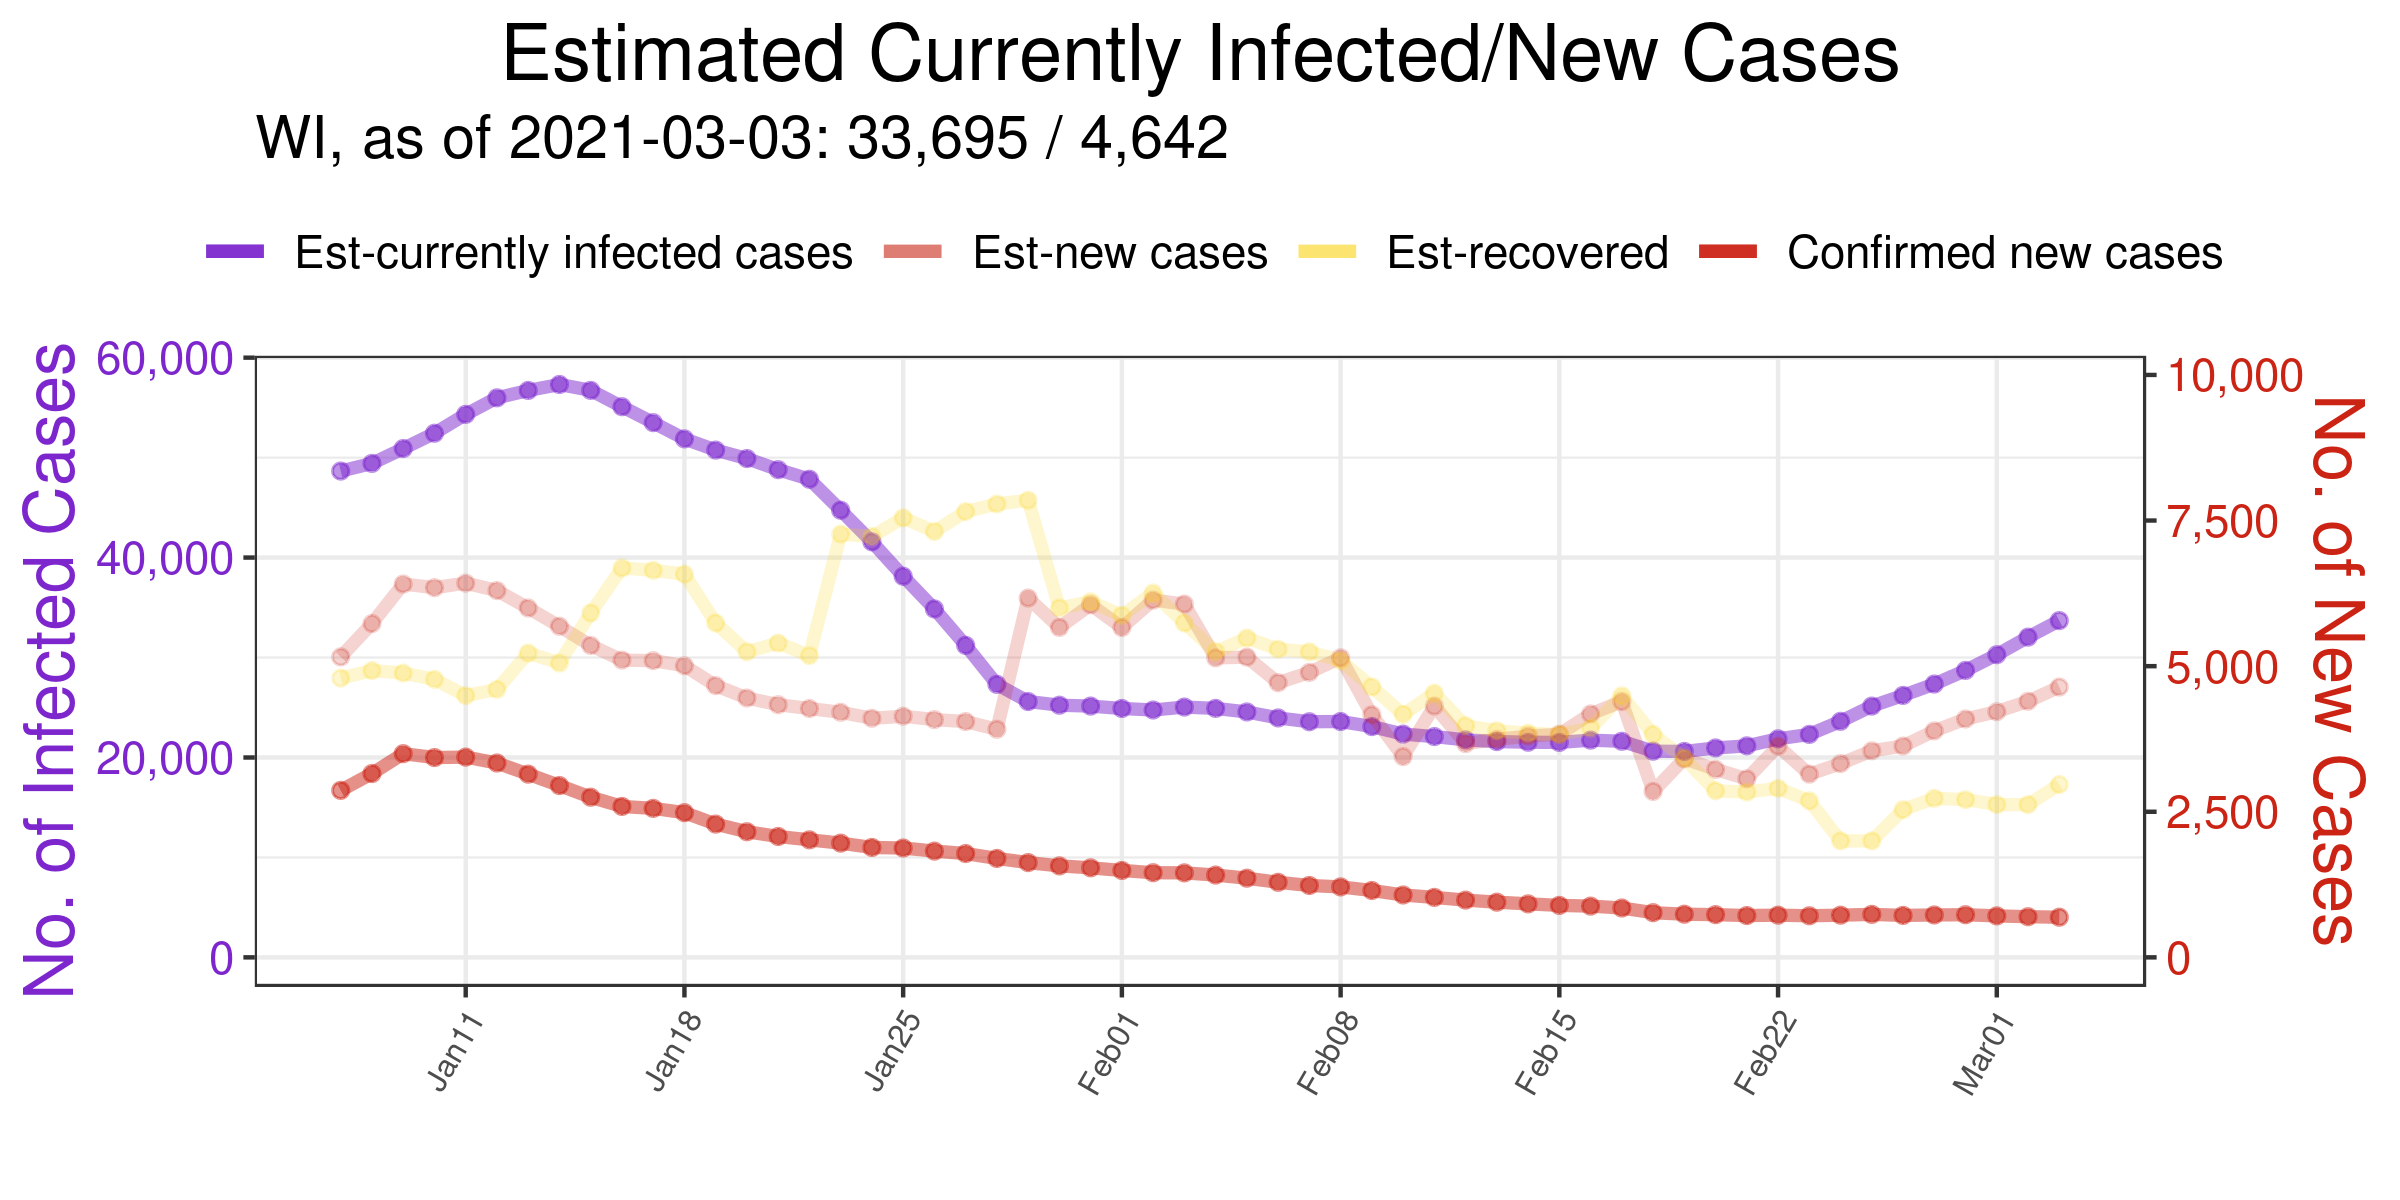 Estimated Currently Infected/New Cases
WI, as of 2021-03-03: 33,695 / 4,642
Est-currently infected cases Est-new cases Est-recovered Confirmed new cases
No. of Infected Cases
60,000
40,000
20,000
0
10,000
7,500
5,000
2,500
0
No. of New Cases
Jan11 Jan18 Jan25 Feb01 Feb08 Feb15 Feb22 Mar01